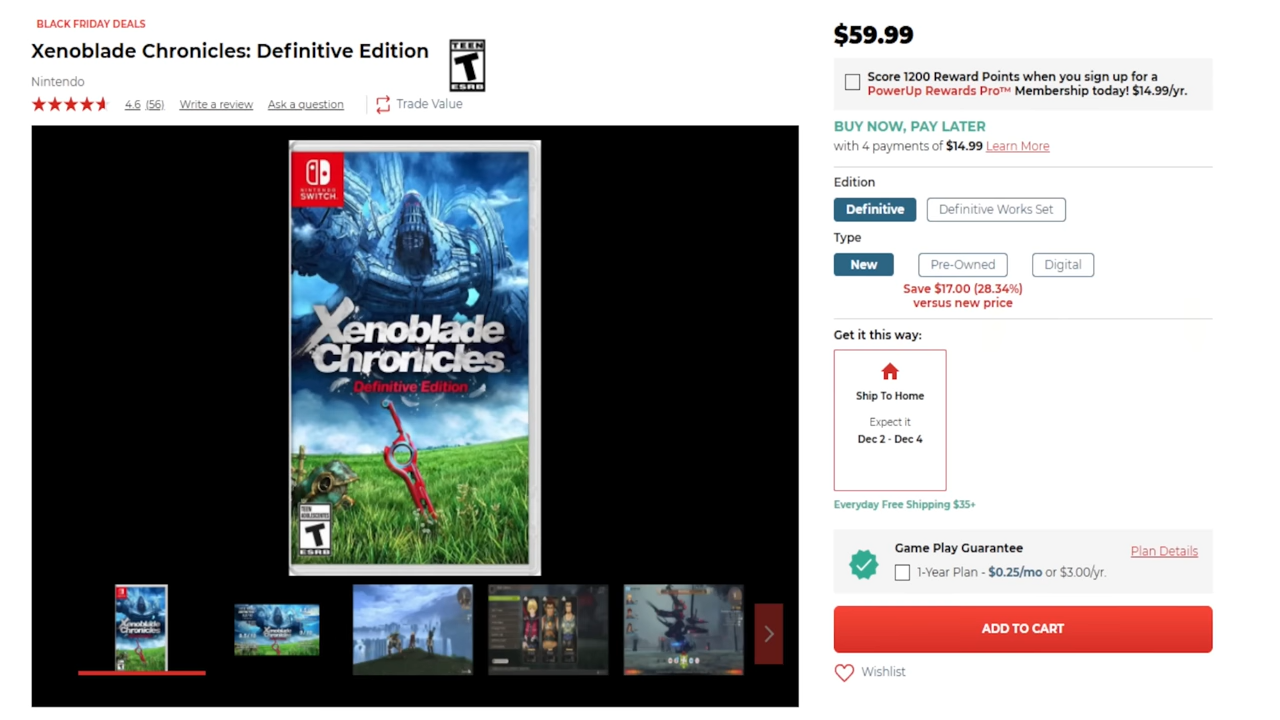 BLACK FRIDAY DEALS
Xenoblade Chronicles: Definitive Edition
TEEN
T
ESRB
Nintendo
4.6 (56) Write a review Ask a question Trade Value
NINTENDO
SWITCH
Xenoblade
Chronicles
Definitive Edition
TEEN
T
ESRB
$59.99
Score 1200 Reward Points when you sign up for a
PowerUp Rewards Pro™ Membership today! $14.99/yr.
BUY NOW, PAY LATER
with 4 payments of $14.99 Learn More
Edition
Definitive Definitive Works Set
Type
New Pre-Owned Digital
Save $17.00 (28.34%)
versus new price
Get it this way:
Ship To Home
Expect it
Dec 2 - Dec 4
Everyday Free Shipping $35+
Game Play Guarantee Plan Details
1-Year Plan - $0.25/mo or $3.00/yr.
ADD TO CART
Wishlist